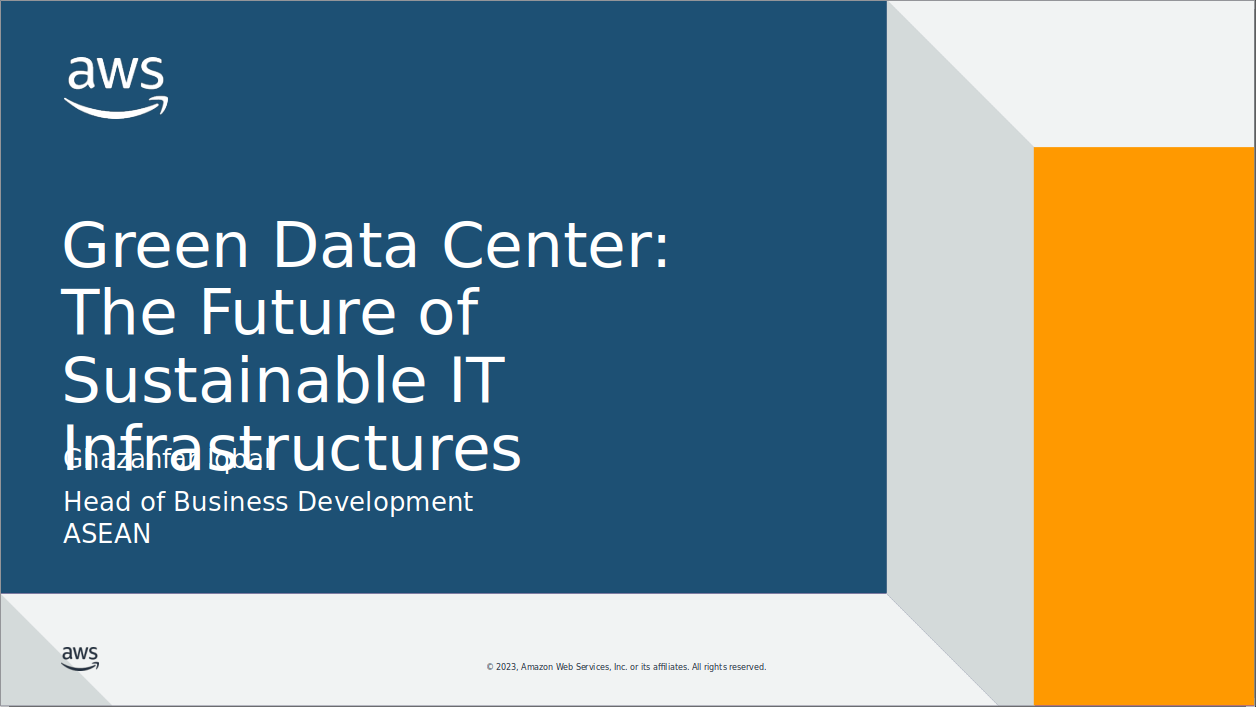 aws
Green Data Center:
The Future of
Sustainable IT
Infrastructures
Ghazanfar Iqbal
Head of Business Development
ASEAN
aws
© 2023, Amazon Web Services, Inc. or its affiliates. All rights reserved.